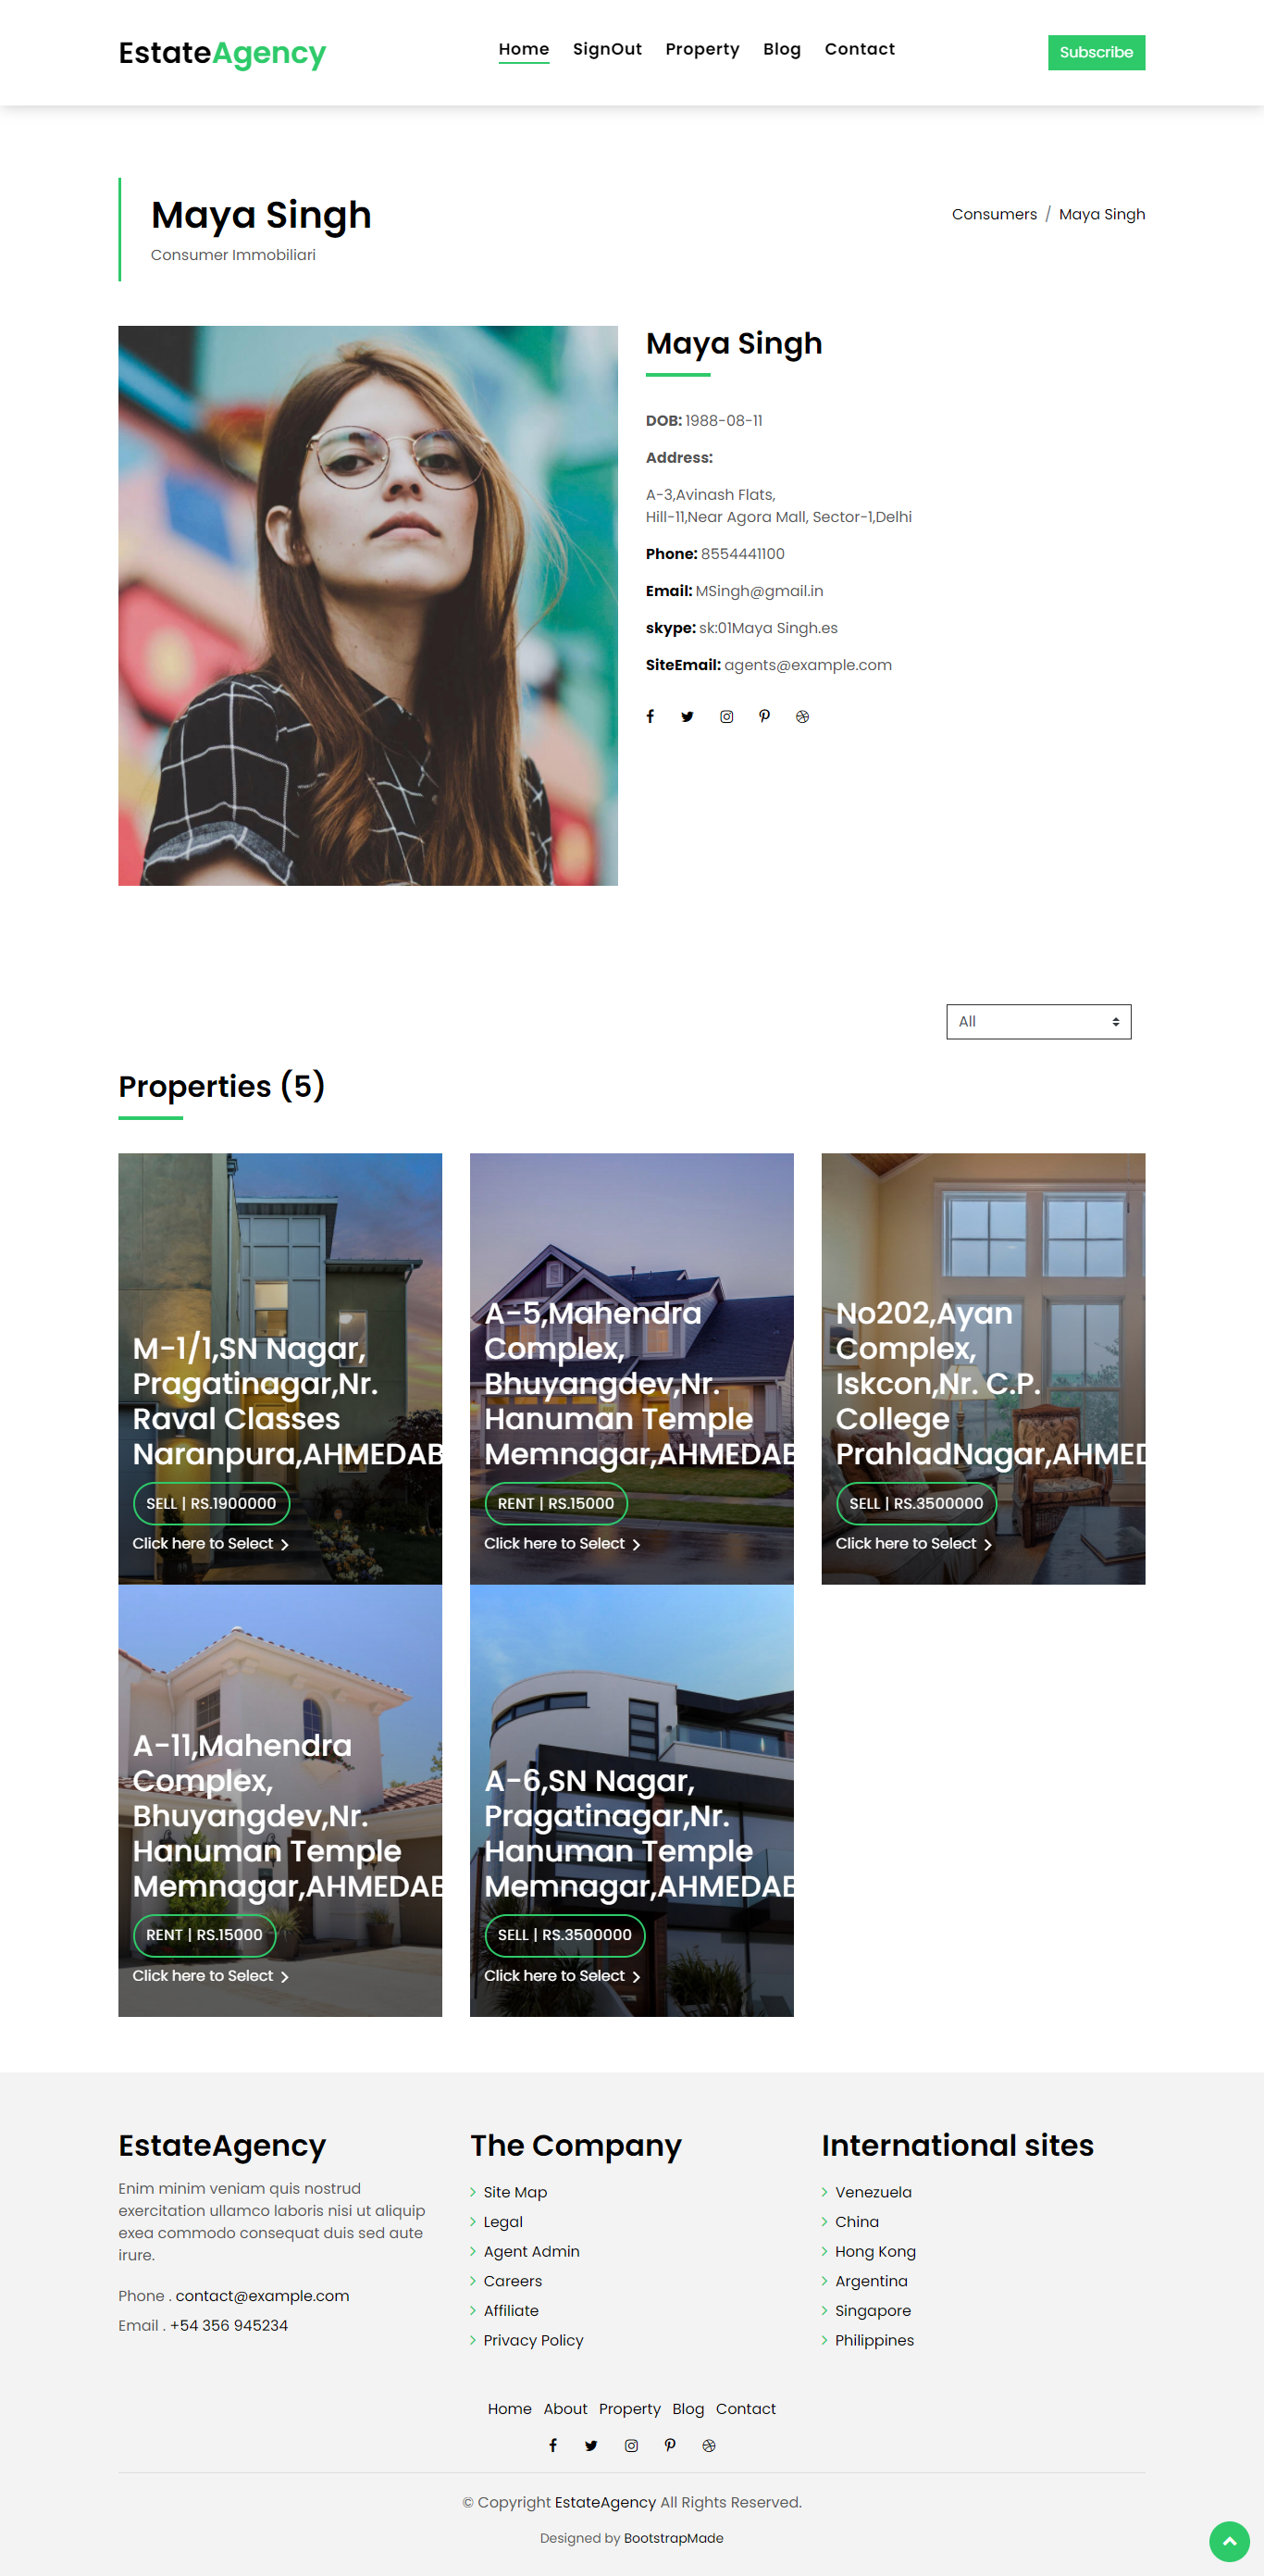 EstateAgency
Home SignOut Property Blog Contact
Subscribe
Maya Singh
Consumer Immobiliari
Consumers / Maya Singh
Maya Singh
DOB: 1988-08-11
Address:
A-3,Avinash Flats,
Hill-11,Near Agora Mall, Sector-1,Delhi
Phone: 8554441100
Email: MSingh@gmail.in
skype: sk:01Maya Singh.es
SiteEmail: agents@example.com
All
Properties (5)
M-1/1,SN Nagar,
Pragatinagar,Nr.
Raval Classes
Naranpura,AHMEDAB
SELL | RS.1900000
Click here to Select
A-5,Mahendra
Complex,
Bhuyangdev,Nr.
Hanuman Temple
Memnagar,AHMEDAB
RENT | RS.15000
Click here to Select
No202,Ayan
Complex,
Iskcon,Nr. C.P.
College
PrahladNagar,AHMED
SELL | RS.3500000
Click here to Select
A-11,Mahendra
Complex,
Bhuyangdev,Nr.
Hanuman Temple
Memnagar,AHMEDAB
RENT | RS.15000
Click here to Select
A-6,SN Nagar,
Pragatinagar,Nr.
Hanuman Temple
Memnagar,AHMEDAB
SELL | RS.3500000
Click here to Select
EstateAgency
Enim minim veniam quis nostrud
exercitation ullamco laboris nisi ut aliquip
exea commodo consequat duis sed aute
irure.
Phone . contact@example.com
Email . +54 356 945234
The Company
Site Map
Legal
Agent Admin
Careers
Affiliate
Privacy Policy
International sites
Venezuela
China
Hong Kong
Argentina
Singapore
Philippines
Home About Property Blog Contact
© Copyright EstateAgency All Rights Reserved.
Designed by BootstrapMade